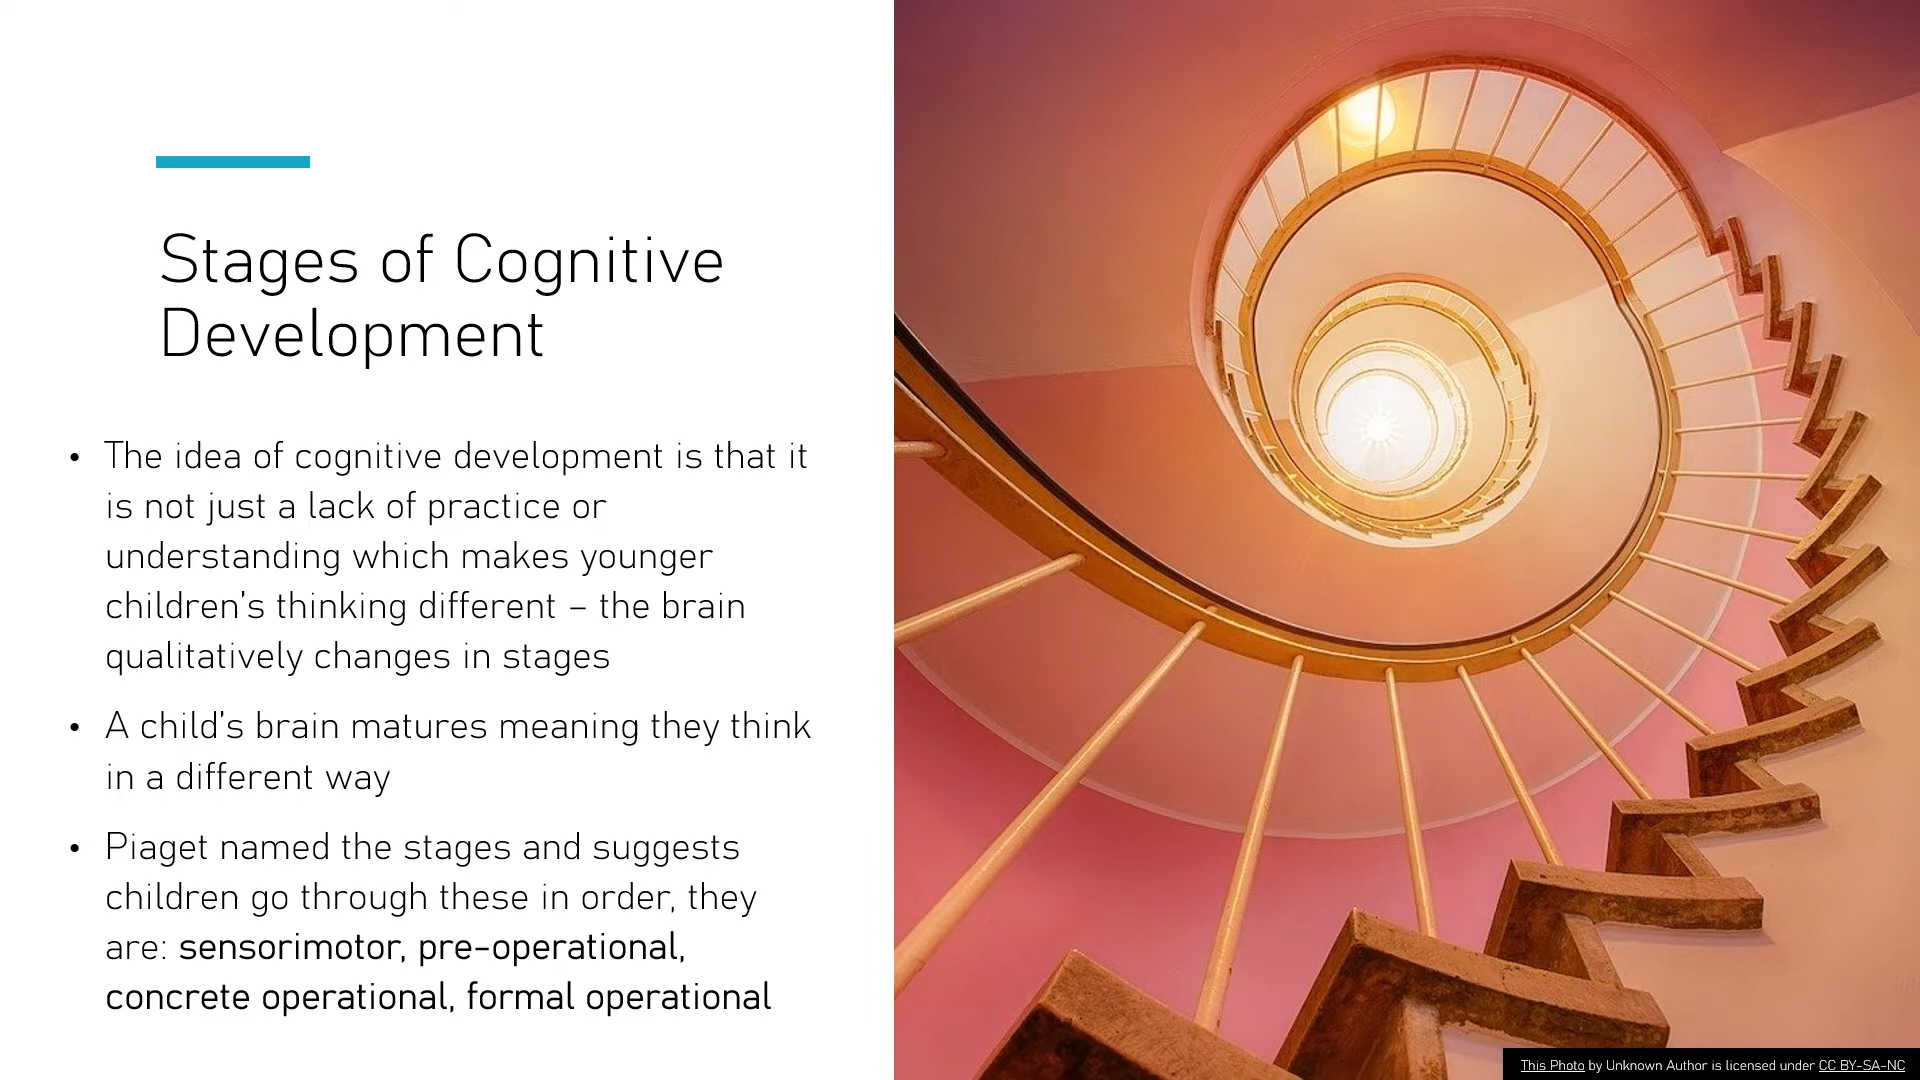 Stages of Cognitive
Development
• The idea of cognitive development is that it
is not just a lack of practice or
understanding which makes younger
children's thinking different – the brain
qualitatively changes in stages
• A child's brain matures meaning they think
in a different way
• Piaget named the stages and suggests
children go through these in order, they
are: sensorimotor, pre-operational,
concrete operational, formal operational
This Photo by Unknown Author is licensed under CC BY-SA-NC